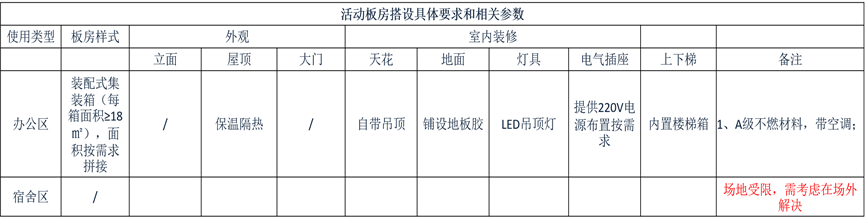 活动板房搭设具体要求和相关参数
使用类型 板房样式 外观 室内装修
立面 屋顶 大门 天花 地面 灯具 电气插座 上下梯 备注
办公区 装配式集装箱（每箱面积≥18㎡），面积按需求拼接 / 保温隔热 / 自带吊顶 铺设地板胶 LED吊顶灯 提供220V电源布置按需求 内置楼梯箱 1、A级不燃材料，带空调；
宿舍区 / 场地受限，需考虑在场外解决